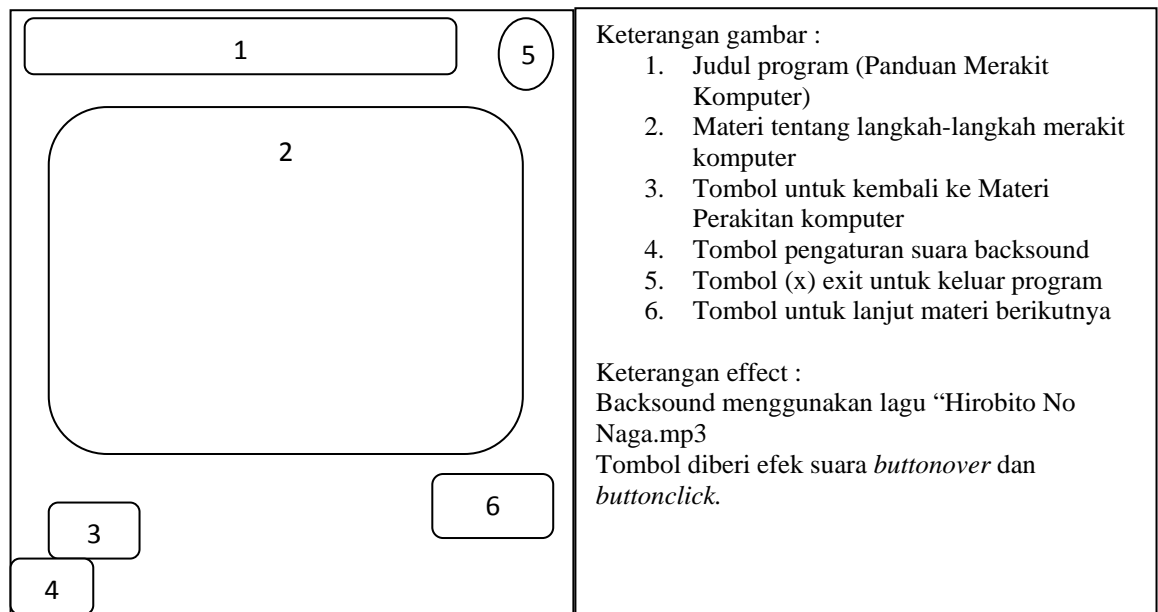 1
5
2
3
6
4
Keterangan gambar :
1. Judul program (Panduan Merakit
Komputer)
2. Materi tentang langkah-langkah merakit
komputer
3. Tombol untuk kembali ke Materi
Perakitan komputer
4. Tombol pengaturan suara backsound
5. Tombol (x) exit untuk keluar program
6. Tombol untuk lanjut materi berikutnya
Keterangan effect :
Backsound menggunakan lagu “Hirobito No
Naga.mp3
Tombol diberi efek suara buttonover dan
buttonclick.